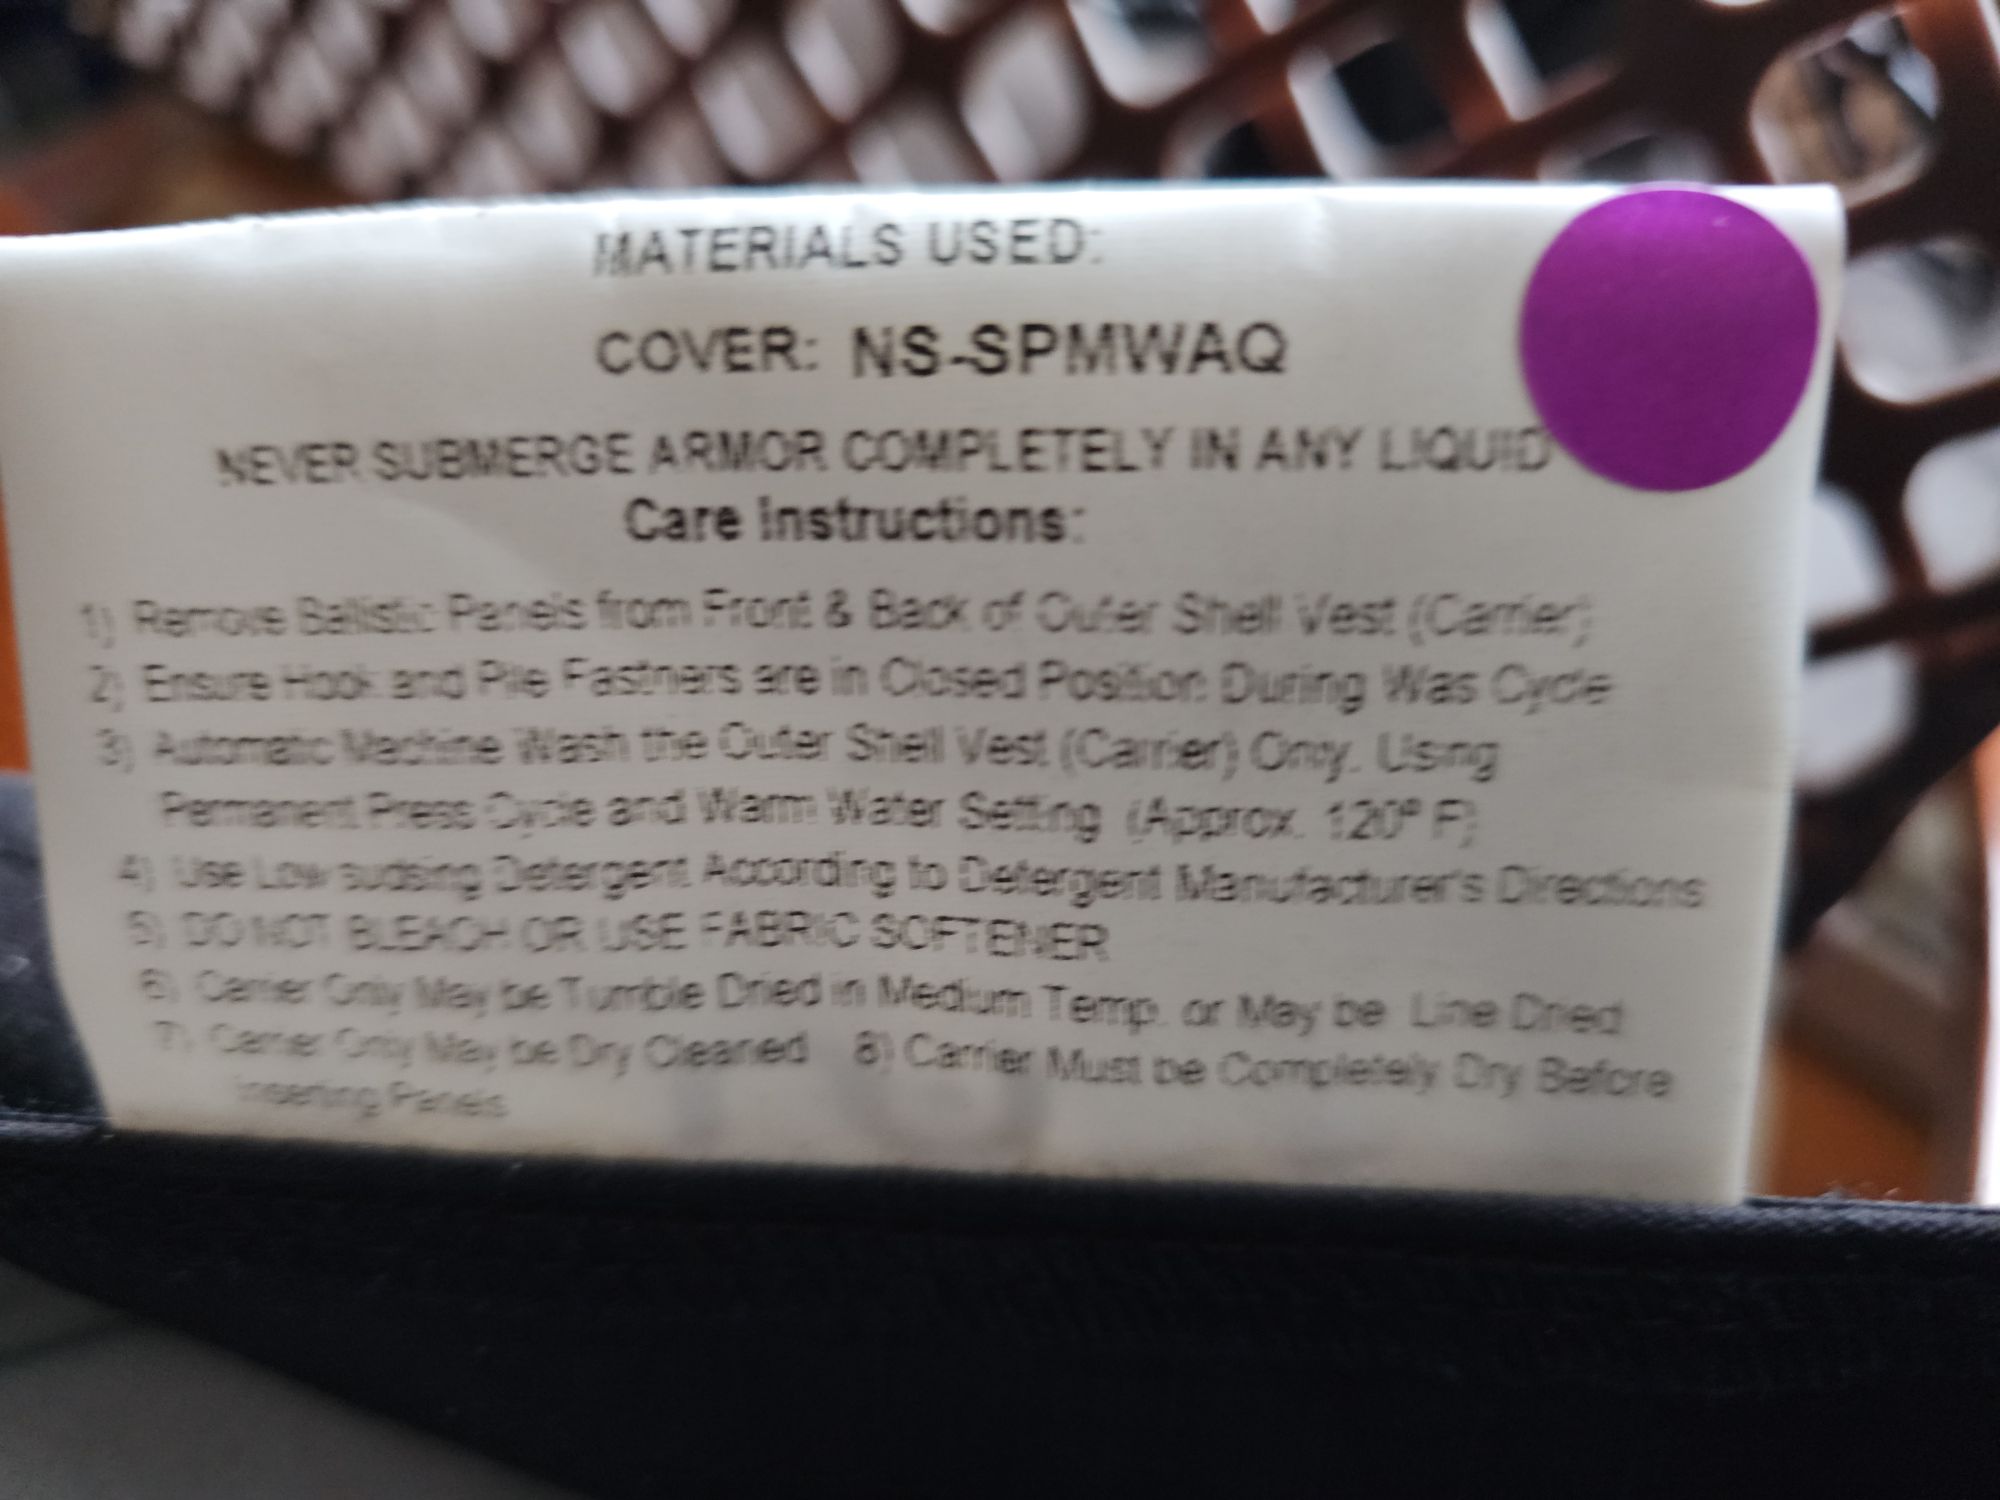 MATERIALS USED:
COVER: NS-SPMWAQ
NEVER SUBMERGE ARMOR COMPLETELY IN ANY LIQUID
Care Instructions:
1) Remove Ballistic Panels from Front & Back of Outer Shell Vest (Carrier)
2) Ensure Hook and Pile Fastners are in Closed Position During Was Cycle
3) Automatic Machine Wash the Outer Shell Vest (Carrier) Only. Using
Permanent Press Cycle and Warm Water Setting (Approx. 120° F)
4) Use Low sudsing Detergent According to Detergent Manufacturer's Directions
5) DO NOT BLEACH OR USE FABRIC SOFTENER
6) Carrier Only May be Tumble Dried in Medium Temp. or May be Line Dried
7) Carrier Only May be Dry Cleaned 8) Carrier Must be Completely Dry Before
Inserting Panels